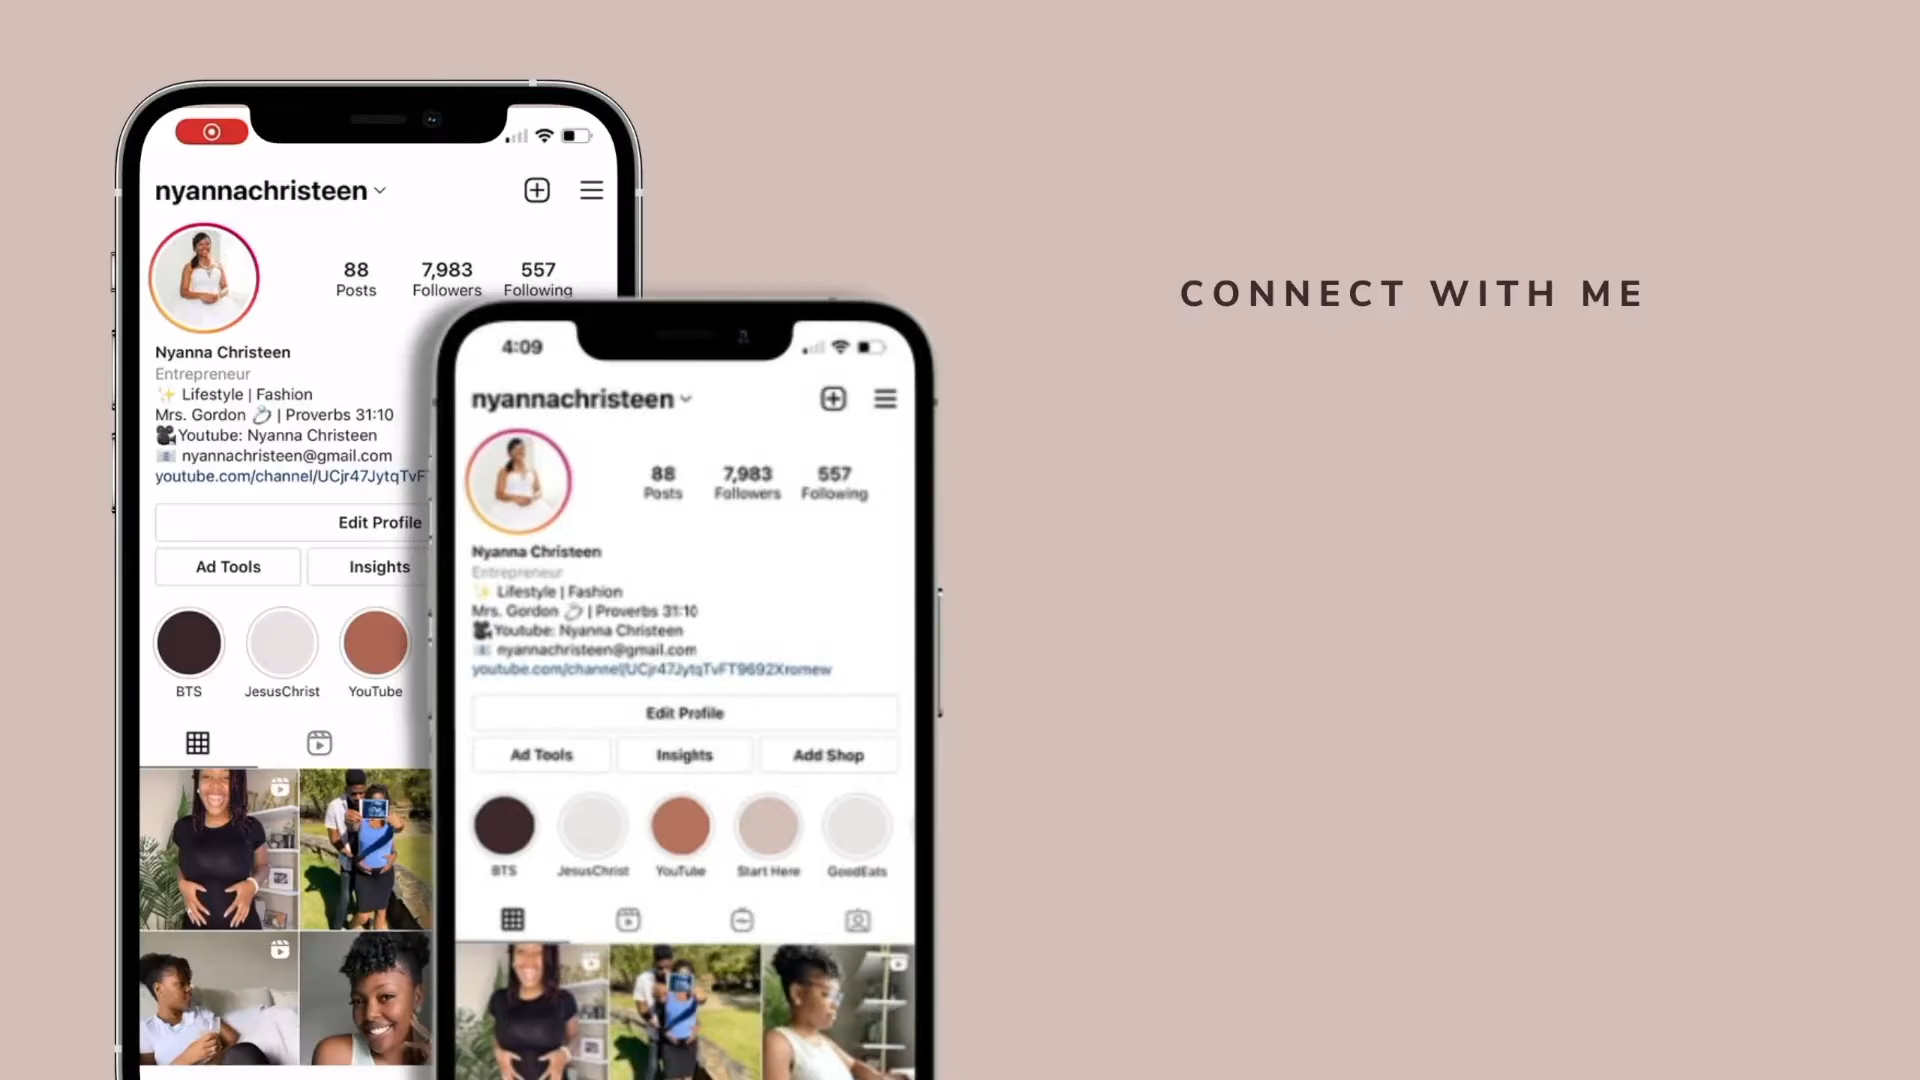 nyannachristeen
88
7,983
557
Posts
Followers
Following
Nyanna Christeen
Entrepreneur
✨ Lifestyle | Fashion
Mrs. Gordon 💍 | Proverbs 31:10
🎥Youtube: Nyanna Christeen
📧 nyannachristeen@gmail.com
youtube.com/channel/UCjr47JytqTvF
Edit Profile
Ad Tools
Insights
BTS
JesusChrist
YouTube
4:09
nyannachristeen
88
7,983
557
Posts
Followers
Following
Nyanna Christeen
Entrepreneur
✨ Lifestyle | Fashion
Mrs. Gordon 💍 | Proverbs 31:10
🎥Youtube: Nyanna Christeen
📧 nyannachristeen@gmail.com
youtube.com/channel/UCjr47JytqTvFT9692Xromew
Edit Profile
Ad Tools
Insights
Add Shop
BTS
JesusChrist
YouTube
Start Here
GoodEats
CONNECT WITH ME